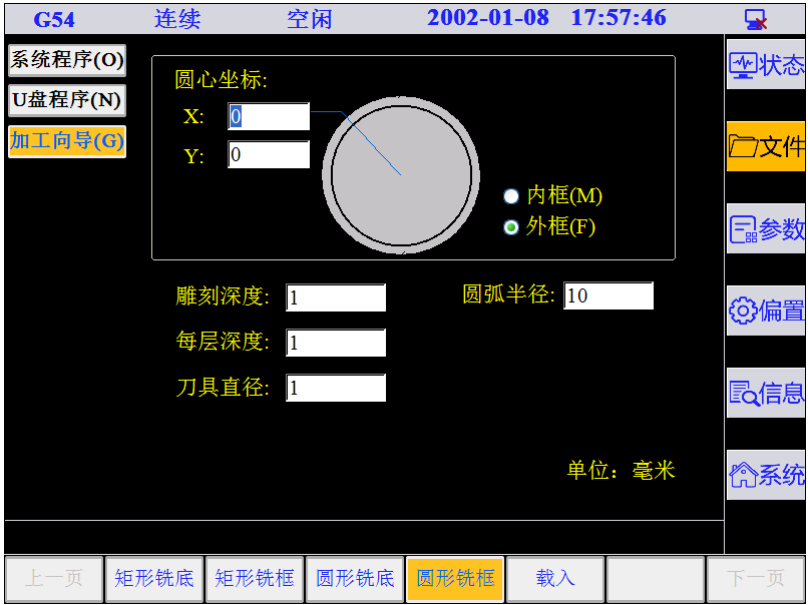 G54 连续 空闲 2002-01-08 17:57:46
系统程序(O)
U盘程序(N)
加工向导(G)
圆心坐标:
X: 0
Y: 0
内框(M)
外框(F)
雕刻深度: 1
圆弧半径: 10
每层深度: 1
刀具直径: 1
单位：毫米
状态
文件
参数
偏置
信息
系统
上一页 矩形铣底 矩形铣框 圆形铣底 圆形铣框 载入 下一页